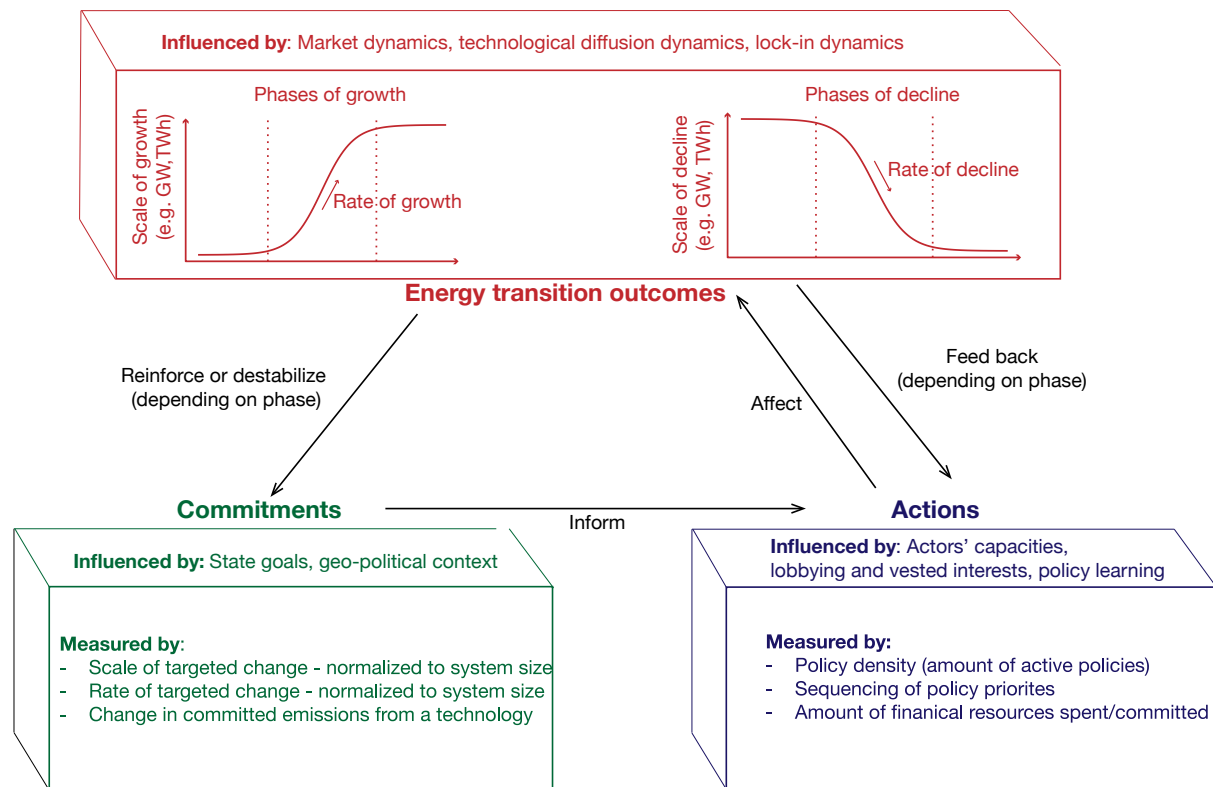 Influenced by: Market dynamics, technological diffusion dynamics, lock-in dynamics
Phases of growth
Scale of growth
(e.g. GW,TWh)
Rate of growth
Phases of decline
Scale of decline
(e.g. GW, TWh)
Rate of decline
Energy transition outcomes
Reinforce or destabilize
(depending on phase)
Feed back
(depending on phase)
Affect
Commitments
Inform
Actions
Influenced by: State goals, geo-political context
Measured by:
- Scale of targeted change - normalized to system size
- Rate of targeted change - normalized to system size
- Change in committed emissions from a technology
Influenced by: Actors’ capacities,
lobbying and vested interests, policy learning
Measured by:
- Policy density (amount of active policies)
- Sequencing of policy priorites
- Amount of finanical resources spent/committed